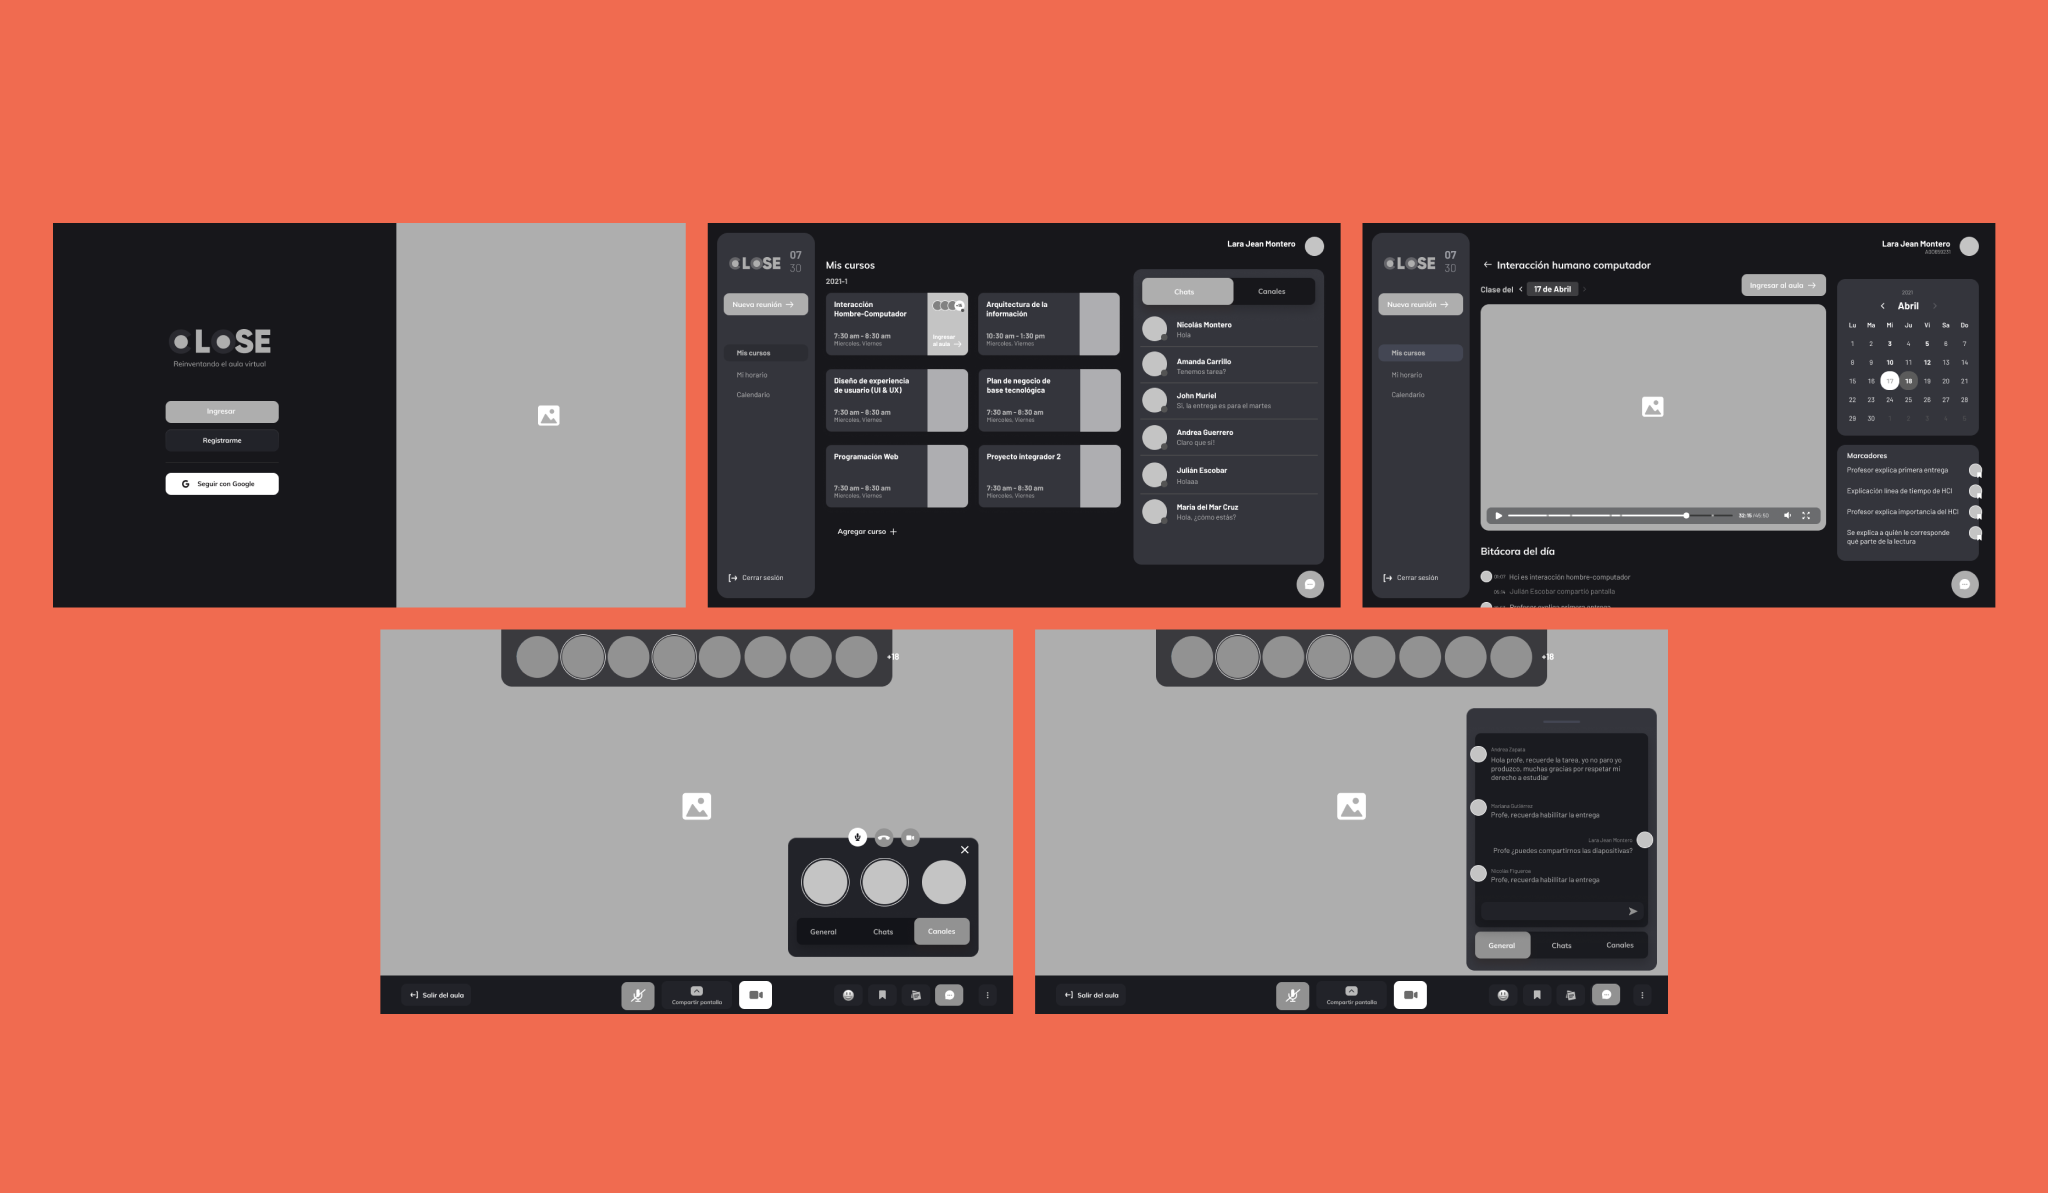 CLOSE
Reinventando el aula virtual
Ingresar
Registrarme
Seguir con Google
CLOSE
07
30
Nueva reunión
Mis cursos
Mi horario
Calendario
Cerrar sesión
Mis cursos
2021-1
Interacción
Hombre-Computador
7:30 am - 8:30 am
Miercoles, Viernes
Ingresar
al aula
Arquitectura de la
información
10:30 am - 1:30 pm
Miercoles, Viernes
Diseño de experiencia
de usuario (UI & UX)
7:30 am - 8:30 am
Miercoles, Viernes
Plan de negocio de
base tecnológica
7:30 am - 8:30 am
Miercoles, Viernes
Programación Web
7:30 am - 8:30 am
Miercoles, Viernes
Proyecto integrador 2
7:30 am - 8:30 am
Miercoles, Viernes
Agregar curso
Lara Jean Montero
Chats
Canales
Nicolás Montero
Hola
Amanda Carrillo
Tenemos tarea?
John Muriel
Si, la entrega es para el martes
Andrea Guerrero
Claro que si!
Julián Escobar
Holaaa
María del Mar Cruz
Hola, ¿cómo estás?
CLOSE
07
30
Nueva reunión
Mis cursos
Mi horario
Calendario
Cerrar sesión
Interacción humano computador
Clase del
17 de Abril
Ingresar al aula
32:15 /45:50
Bitácora del día
Hci es interacción hombre-computador
Julián Escobar compartió pantalla
Profesor explica primera entrega
Lara Jean Montero
2021
Abril
Lu Ma Mi Ju Vi Sa Do
1 2 3 4 5 6 7
8 9 10 11 12 13 14
15 16 17 18 19 20 21
22 23 24 25 26 27 28
29 30 1 2 3 4 5
Marcadores
Profesor explica primera entrega
Explicación linea de tiempo de HCI
Profesor explica importancia del HCI
Se explica a quién le corresponde
qué parte de la lectura
+18
General
Chats
Canales
Salir del aula
Compartir pantalla
+18
Andrea Zapata
Hola profe, recuerde la tarea, yo no paro yo
produzco, muchas gracias por respetar mi
derecho a estudiar
Mariana Gutiérrez
Profe, recuerda habilitar la entrega
Lara Jean Montero
Profe ¿puedes compartirnos las diapositivas?
Nicolás Figueroa
Profe, recuerda habillitar la entrega
General
Chats
Canales
Salir del aula
Compartir pantalla